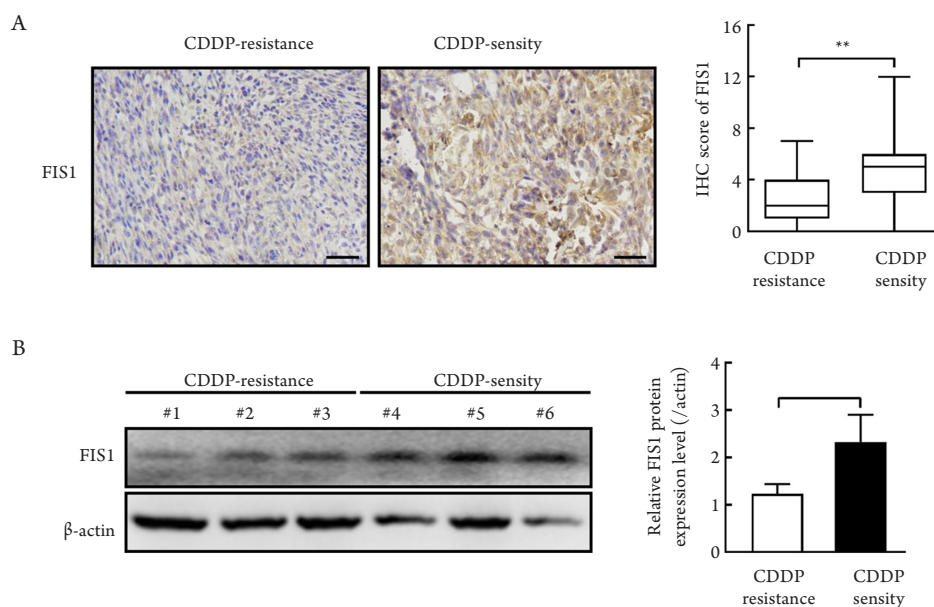 A
CDDP-resistance
CDDP-sensity
FIS1
IHC score of FIS1
16
12
8
4
0
**
CDDP
resistance
CDDP
sensity
B
CDDP-resistance
CDDP-sensity
#1 #2 #3 #4 #5 #6
FIS1
β-actin
Relative FIS1 protein
expression level (/actin)
4
3
2
1
0
CDDP
resistance
CDDP
sensity